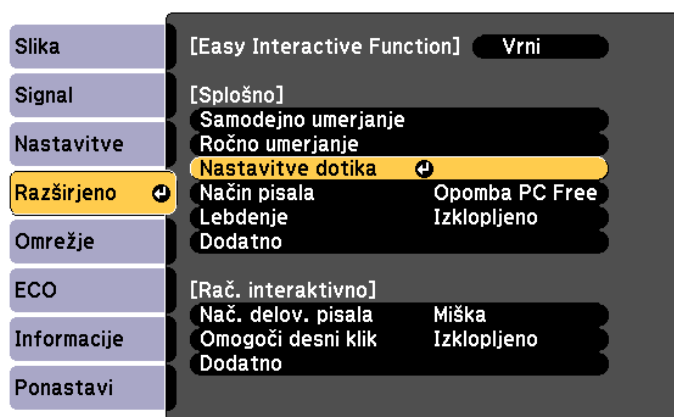 Slika
Signal
Nastavitve
Razširjeno
Omrežje
ECO
Informacije
Ponastavi
[Easy Interactive Function] Vrni
[Splošno]
Samodejno umerjanje
Ročno umerjanje
Nastavitve dotika
Način pisala Opomba PC Free
Lebdenje Izklopljeno
Dodatno
[Rač. interaktivno]
Nač. delov. pisala Miška
Omogoči desni klik Izklopljeno
Dodatno